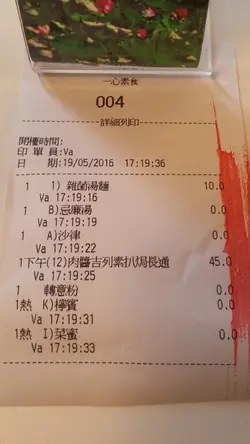 一心素食
004
詳細列印
開檯時間:
印 單 員:Va
日 期:19/05/2016 17:19:36
1 1) 雜菌湯麵 10.0
Va 17:19:16
1 B)忌廉湯 0.0
Va 17:19:19
1 A)沙律 0.0
Va 17:19:22
1下午(12)肉醬吉列素扒焗長通 45.0
Va 17:19:25
1 轉意粉 0.0
1熱 K)檸賓 0.0
Va 17:19:31
1熱 I)菜蜜 0.0
Va 17:19:33